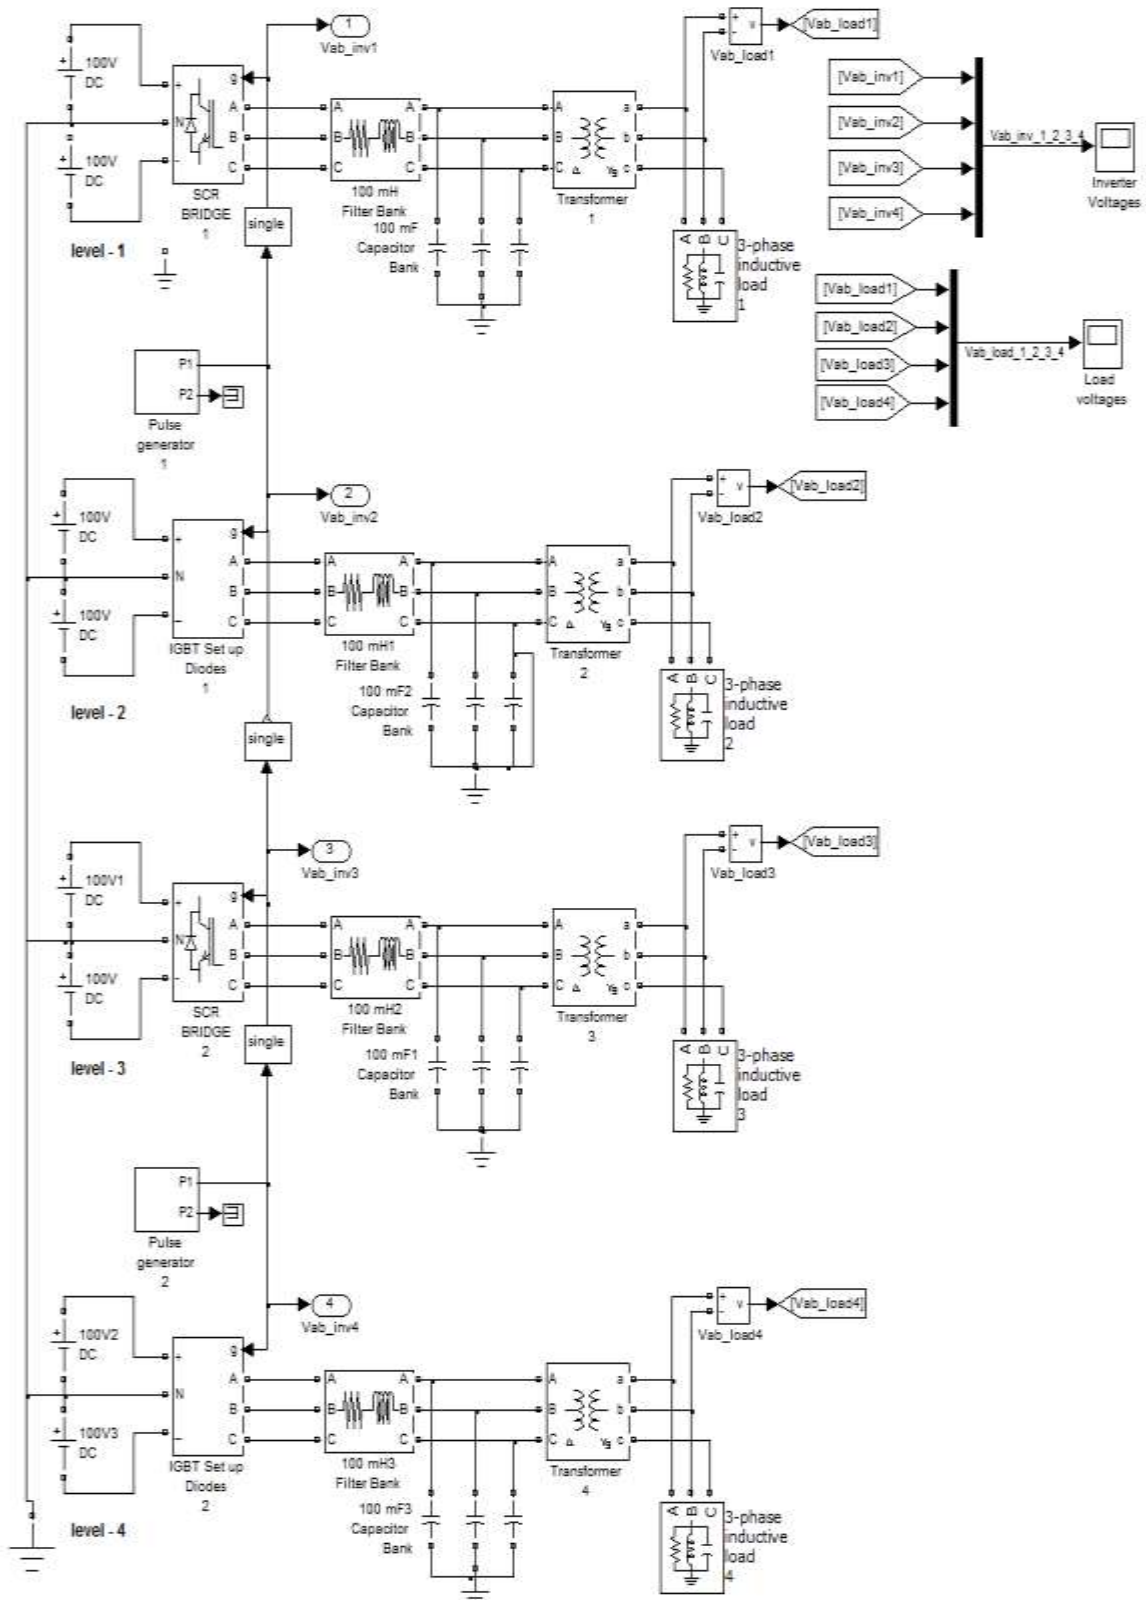 1
Vab_inv1
+
-
v
Vab_load1
[Vab_load1]
+
100V
DC
+
100V
DC
level - 1
+
N
-
g
A
B
C
SCR
BRIDGE
1
single
A
B
C
A
B
C
100 mH
Filter Bank
100 mF
Capacitor
Bank
A
B
C
Δ
Yg
a
b
c
Transformer
1
A
B
C
3-phase
inductive
load
1
[Vab_inv1]
[Vab_inv2]
[Vab_inv3]
[Vab_inv4]
Vab_inv_1_2_3_4
Inverter
Voltages
[Vab_load1]
[Vab_load2]
[Vab_load3]
[Vab_load4]
Vab_load_1_2_3_4
Load
voltages
P1
P2
Pulse
generator
1
2
Vab_inv2
+
-
v
Vab_load2
[Vab_load2]
+
100V
DC
+
100V
DC
level - 2
+
N
-
g
A
B
C
IGBT Set up
Diodes
1
single
A
B
C
A
B
C
100 mH1
Filter Bank
100 mF2
Capacitor
Bank
A
B
C
Δ
Yg
a
b
c
Transformer
2
A
B
C
3-phase
inductive
load
2
3
Vab_inv3
+
-
v
Vab_load3
[Vab_load3]
+
100V1
DC
+
100V
DC
level - 3
+
N
-
g
A
B
C
SCR
BRIDGE
2
single
A
B
C
A
B
C
100 mH2
Filter Bank
100 mF1
Capacitor
Bank
A
B
C
Δ
Yg
a
b
c
Transformer
3
A
B
C
3-phase
inductive
load
3
P1
P2
Pulse
generator
2
4
Vab_inv4
+
-
v
Vab_load4
[Vab_load4]
+
100V2
DC
+
100V3
DC
level - 4
+
N
-
g
A
B
C
IGBT Set up
Diodes
2
A
B
C
A
B
C
100 mH3
Filter Bank
100 mF3
Capacitor
Bank
A
B
C
Δ
Yg
a
b
c
Transformer
4
A
B
C
3-phase
inductive
load
4